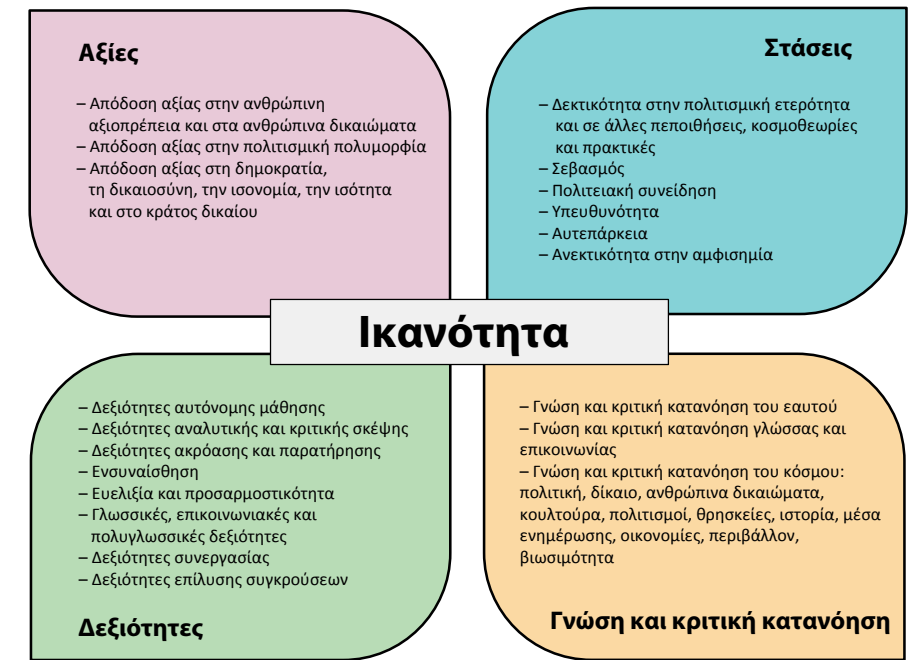 Αξίες
– Απόδοση αξίας στην ανθρώπινη
αξιοπρέπεια και στα ανθρώπινα δικαιώματα
– Απόδοση αξίας στην πολιτισμική πολυμορφία
– Απόδοση αξίας στη δημοκρατία,
τη δικαιοσύνη, την ισονομία, την ισότητα
και στο κράτος δικαίου
Στάσεις
– Δεκτικότητα στην πολιτισμική ετερότητα
και σε άλλες πεποιθήσεις, κοσμοθεωρίες
και πρακτικές
– Σεβασμός
– Πολιτειακή συνείδηση
– Υπευθυνότητα
– Αυτεπάρκεια
– Ανεκτικότητα στην αμφισημία
Ικανότητα
– Δεξιότητες αυτόνομης μάθησης
– Δεξιότητες αναλυτικής και κριτικής σκέψης
– Δεξιότητες ακρόασης και παρατήρησης
– Ενσυναίσθηση
– Ευελιξία και προσαρμοστικότητα
– Γλωσσικές, επικοινωνιακές και
πολυγλωσσικές δεξιότητες
– Δεξιότητες συνεργασίας
– Δεξιότητες επίλυσης συγκρούσεων
Δεξιότητες
– Γνώση και κριτική κατανόηση του εαυτού
– Γνώση και κριτική κατανόηση γλώσσας και
επικοινωνίας
– Γνώση και κριτική κατανόηση του κόσμου:
πολιτική, δίκαιο, ανθρώπινα δικαιώματα,
κουλτούρα, πολιτισμοί, θρησκείες, ιστορία, μέσα
ενημέρωσης, οικονομίες, περιβάλλον,
βιωσιμότητα
Γνώση και κριτική κατανόηση